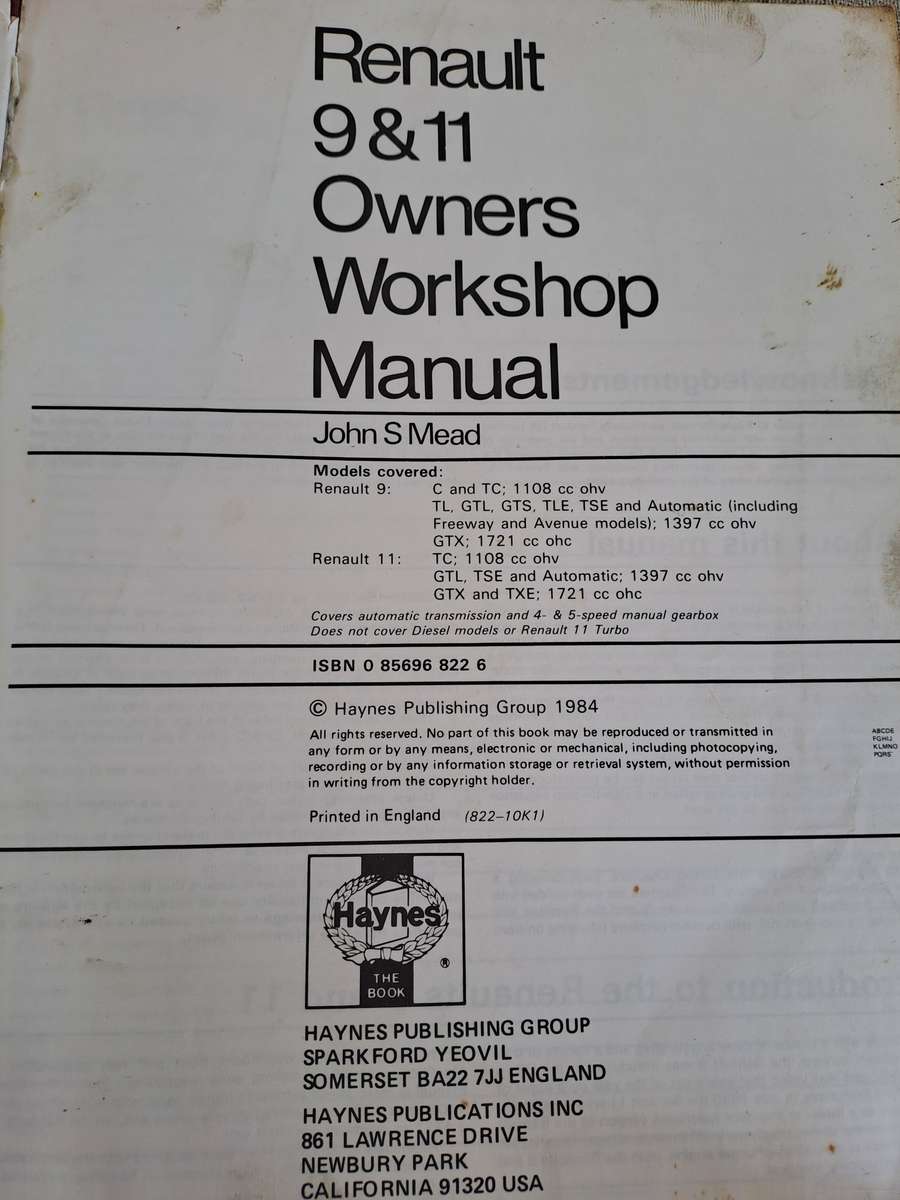 Renault
9 & 11
Owners
Workshop
Manual
John S Mead
Models covered:
Renault 9: C and TC; 1108 cc ohv
TL, GTL, GTS, TLE, TSE and Automatic (including
Freeway and Avenue models); 1397 cc ohv
GTX; 1721 cc ohc
Renault 11: TC; 1108 cc ohv
GTL, TSE and Automatic; 1397 cc ohv
GTX and TXE; 1721 cc ohc
Covers automatic transmission and 4- & 5-speed manual gearbox
Does not cover Diesel models or Renault 11 Turbo
ISBN 0 85696 822 6
© Haynes Publishing Group 1984
All rights reserved. No part of this book may be reproduced or transmitted in
any form or by any means, electronic or mechanical, including photocopying,
recording or by any information storage or retrieval system, without permission
in writing from the copyright holder.
ABCDE
FGHIJ
KLMNO
PQRS
Printed in England (822-10K1)
Haynes
®
THE
BOOK
HAYNES PUBLISHING GROUP
SPARKFORD YEOVIL
SOMERSET BA22 7JJ ENGLAND
HAYNES PUBLICATIONS INC
861 LAWRENCE DRIVE
NEWBURY PARK
CALIFORNIA 91320 USA